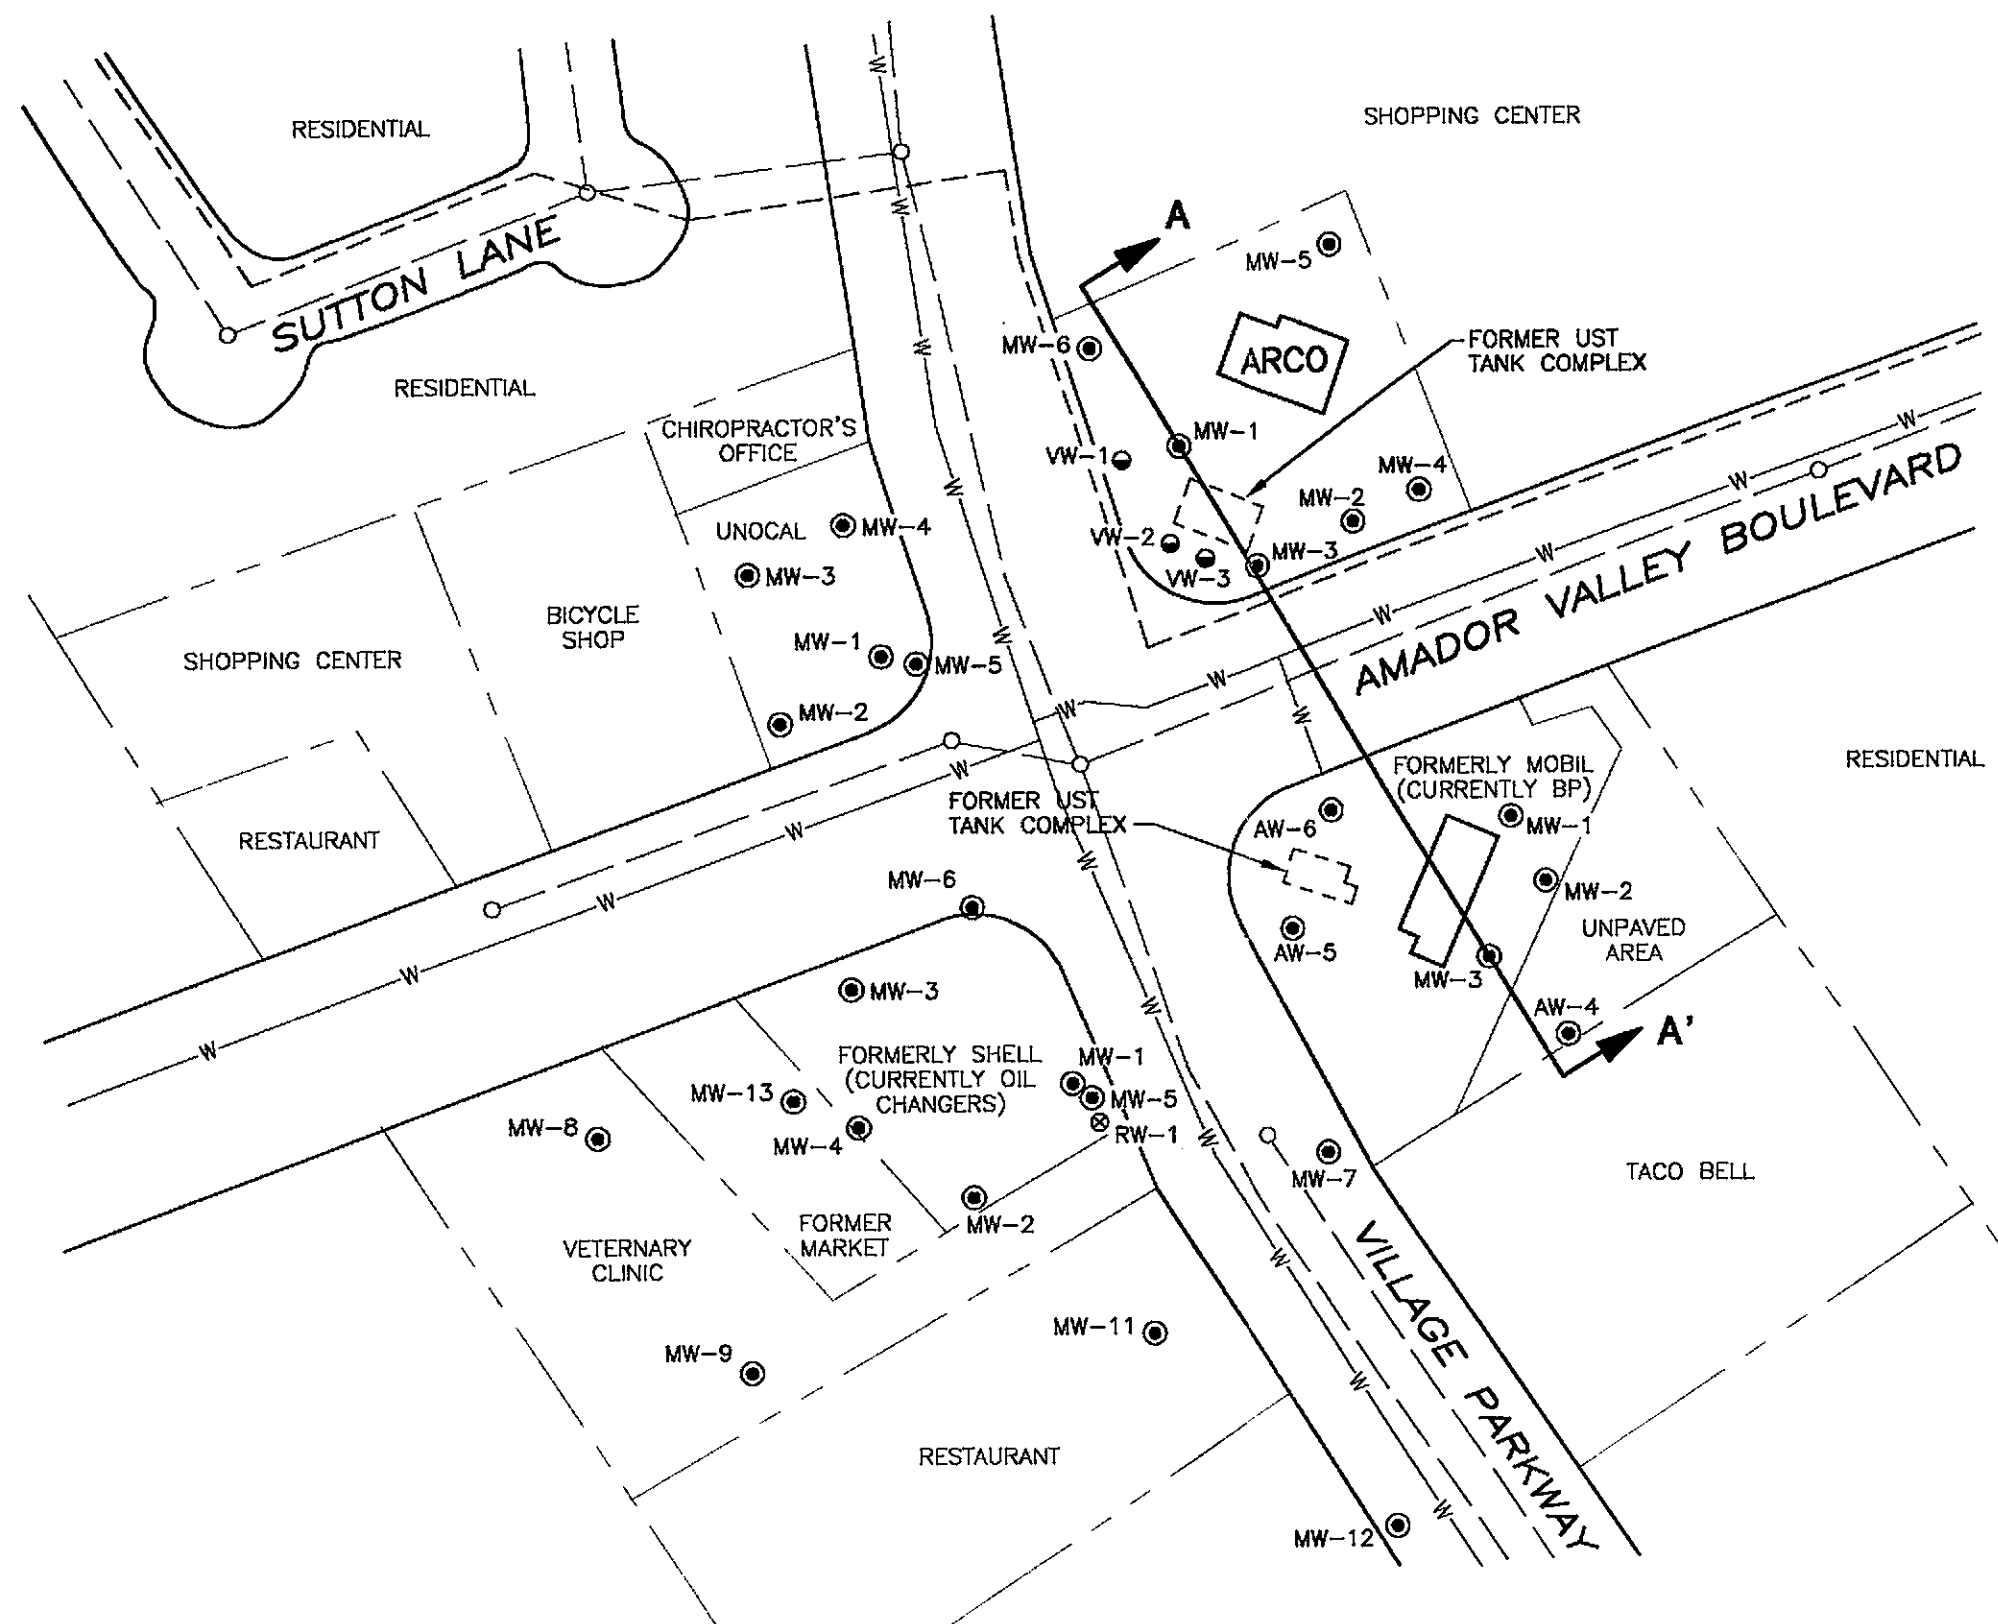 RESIDENTIAL
SHOPPING CENTER
W
W
A
MW-5
SUTTON LANE
MW-6
W
ARCO
FORMER UST
TANK COMPLEX
RESIDENTIAL
CHIROPRACTOR'S
OFFICE
MW-1
VW-1
W
MW-4
MW-2
W
W
AMADOR VALLEY BOULEVARD
UNOCAL
MW-4
VW-2
MW-3
VW-3
W
MW-3
BICYCLE
SHOP
W
W
SHOPPING CENTER
MW-1
MW-5
W
MW-2
W
W
RESIDENTIAL
W
FORMERLY MOBIL
(CURRENTLY BP)
FORMER UST
TANK COMPLEX
AW-6
MW-1
RESTAURANT
W
W
MW-6
W
MW-2
UNPAVED
AREA
AW-5
W
MW-3
MW-3
W
AW-4
A'
W
FORMERLY SHELL
(CURRENTLY OIL
CHANGERS)
MW-1
MW-13
MW-5
MW-8
MW-4
RW-1
W
MW-7
TACO BELL
MW-2
FORMER
MARKET
VETERNARY
CLINIC
W
VILLAGE PARKWAY
MW-11
MW-9
W
RESTAURANT
W
MW-12